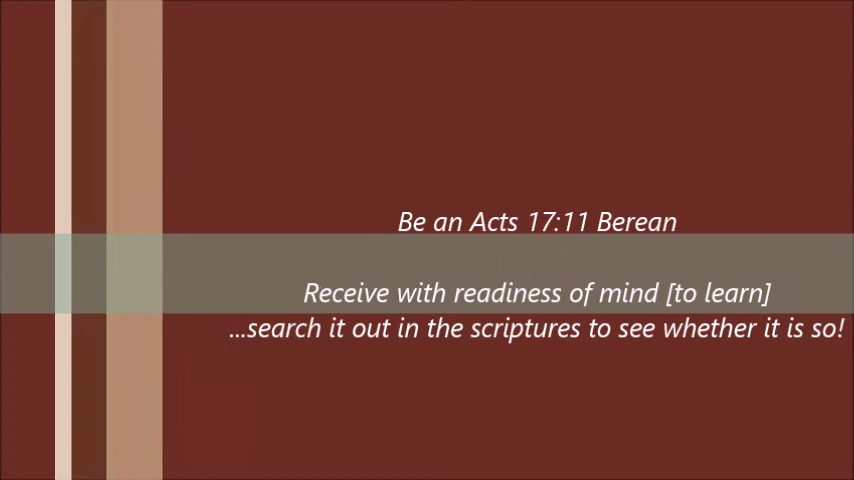 Be an Acts 17:11 Berean
Receive with readiness of mind [to learn]
...search it out in the scriptures to see whether it is so!